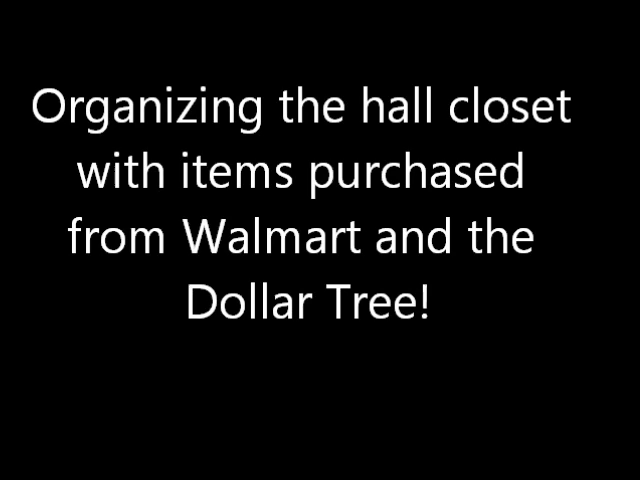 Organizing the hall closet
with items purchased
from Walmart and the
Dollar Tree!